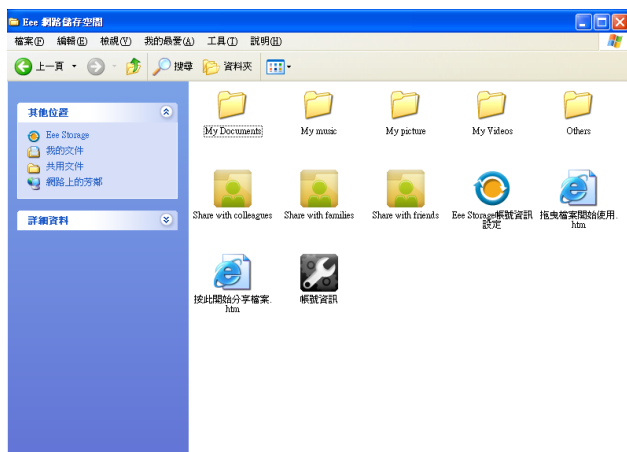 Eee 網路儲存空間
檔案(F) 編輯(E) 檢視(V) 我的最愛(A) 工具(T) 說明(H)
上一頁 搜尋 資料夾
其他位置
Eee Storage
我的文件
共用文件
網路上的芳鄰
詳細資料
My Documents My music My picture My Videos Others
Share with colleagues Share with families Share with friends Eee Storage帳號資訊 拖曳檔案開始使用.
設定 htm
按此開始分享檔案. 帳號資訊
htm